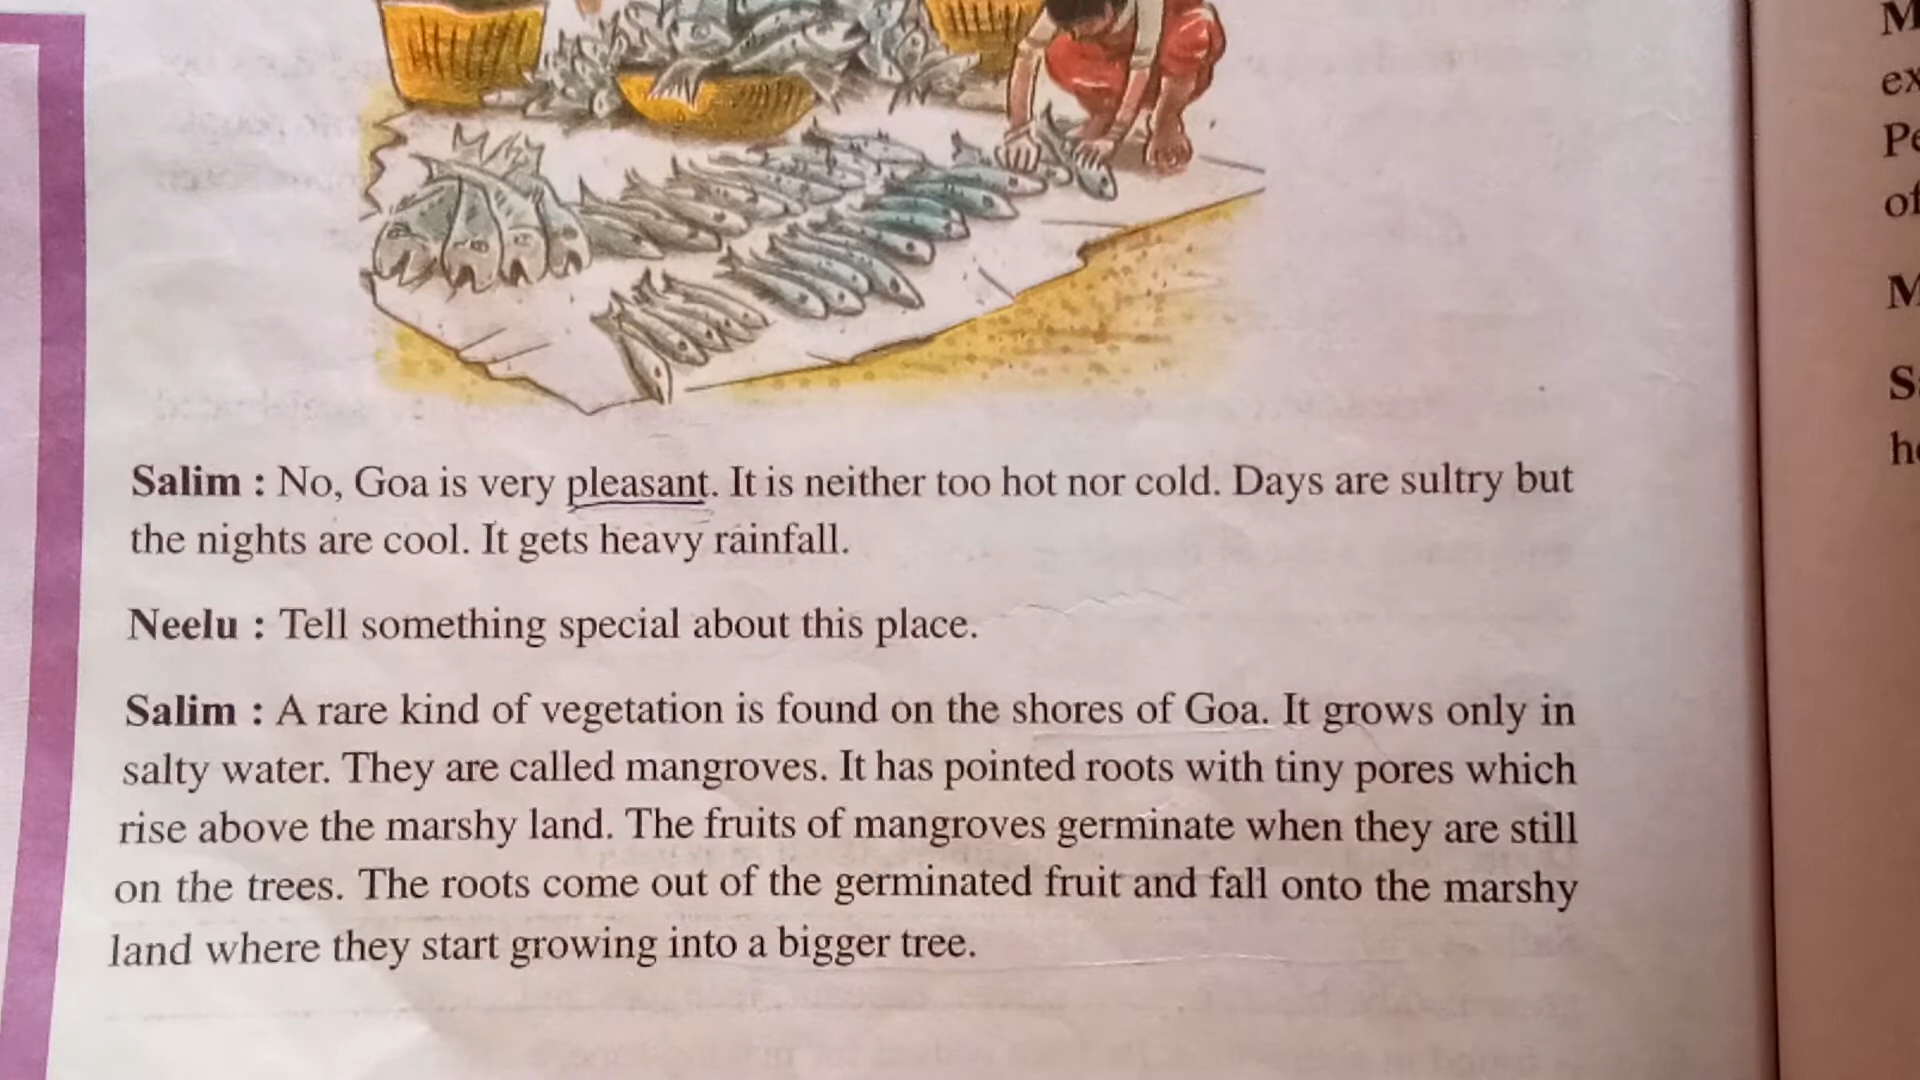 Salim : No, Goa is very pleasant. It is neither too hot nor cold. Days are sultry but
the nights are cool. It gets heavy rainfall.
Neelu : Tell something special about this place.
Salim : A rare kind of vegetation is found on the shores of Goa. It grows only in
salty water. They are called mangroves. It has pointed roots with tiny pores which
rise above the marshy land. The fruits of mangroves germinate when they are still
on the trees. The roots come out of the germinated fruit and fall onto the marshy
land where they start growing into a bigger tree.